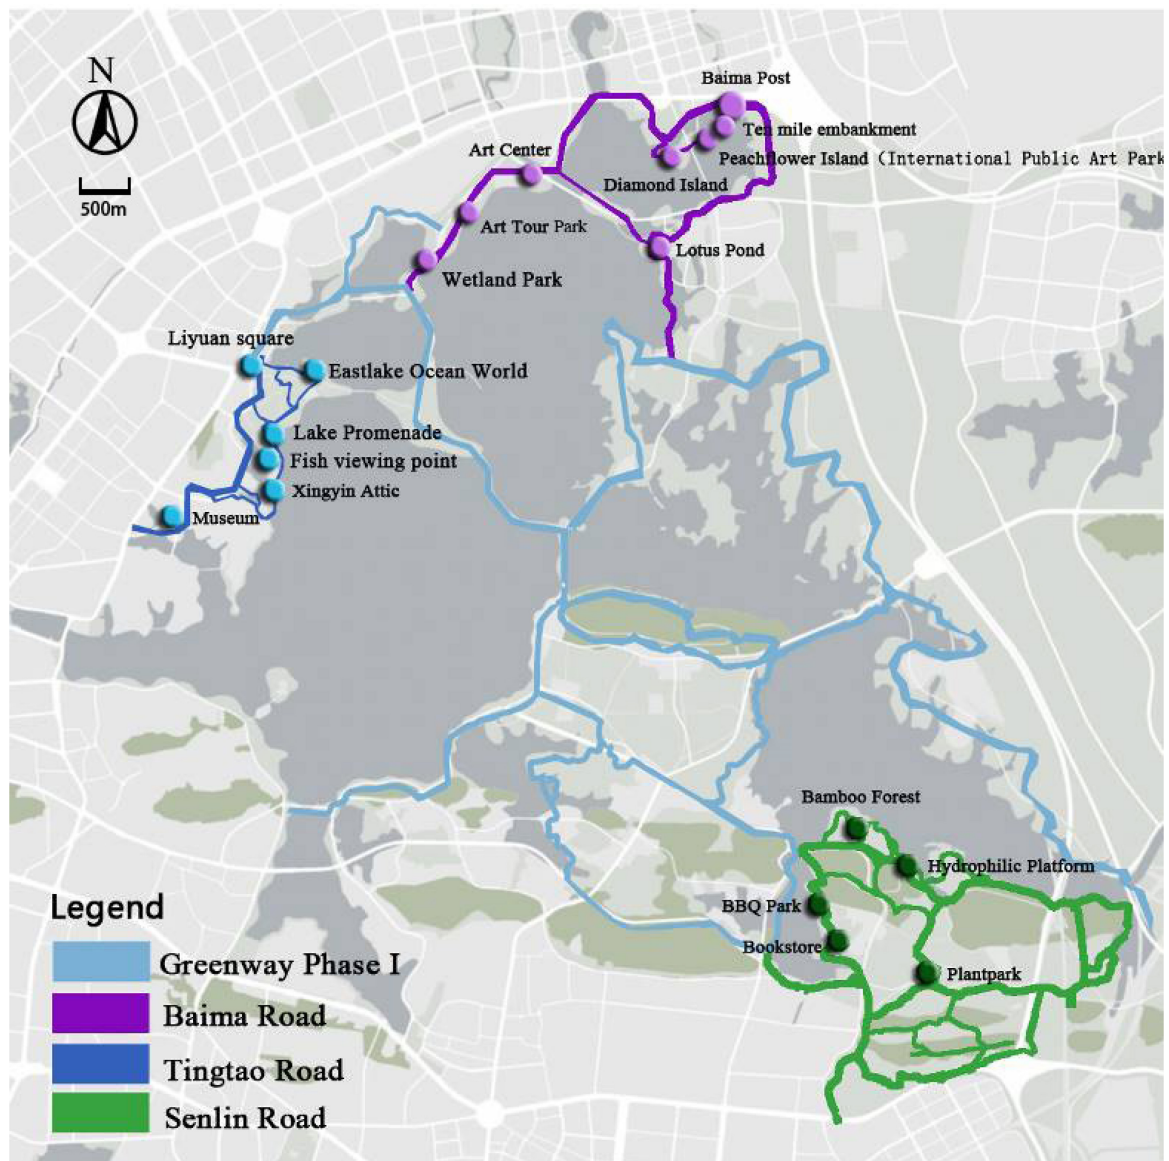 N
500m
Baima Post
Ten mile embankment
Peachflower Island (International Public Art Park
Art Center
Diamond Island
Art Tour Park
Lotus Pond
Wetland Park
Liyuan square
Eastlake Ocean World
Lake Promenade
Fish viewing point
Xingyin Attic
Museum
Bamboo Forest
Hydrophilic Platform
BBQ Park
Bookstore
Plantpark
Legend
Greenway Phase I
Baima Road
Tingtao Road
Senlin Road